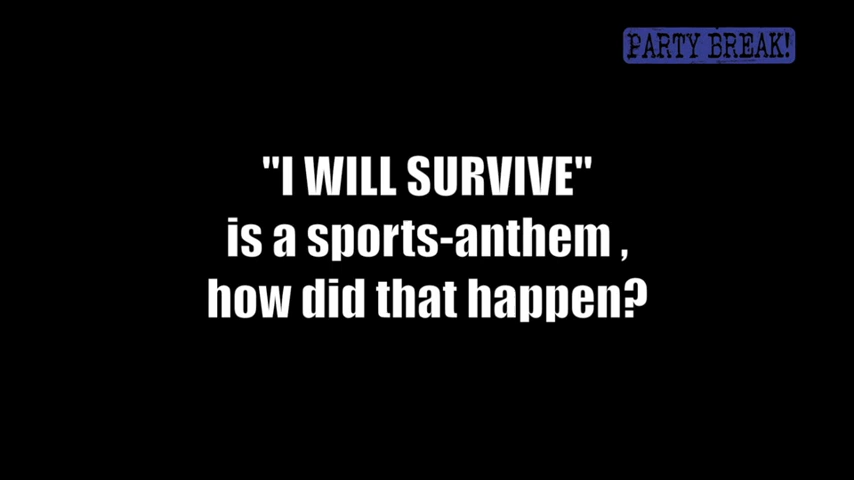 PARTY BREAK!
"I WILL SURVIVE"
is a sports-anthem ,
how did that happen?